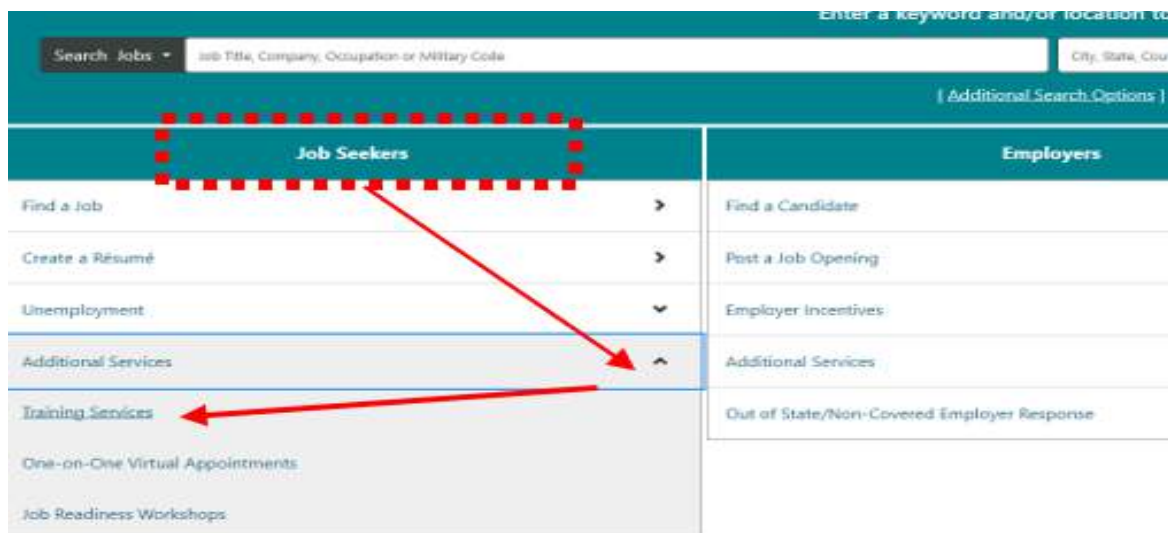 Enter a keyword and/or location to
Search Jobs
Job Title, Company, Occupation or Military Code
City, State, Cou
[ Additional Search Options ]
Job Seekers
Find a Job
Create a Résumé
Unemployment
Additional Services
Training Services
One-on-One Virtual Appointments
Job Readiness Workshops
Employers
Find a Candidate
Post a Job Opening
Employer Incentives
Additional Services
Out of State/Non-Covered Employer Response